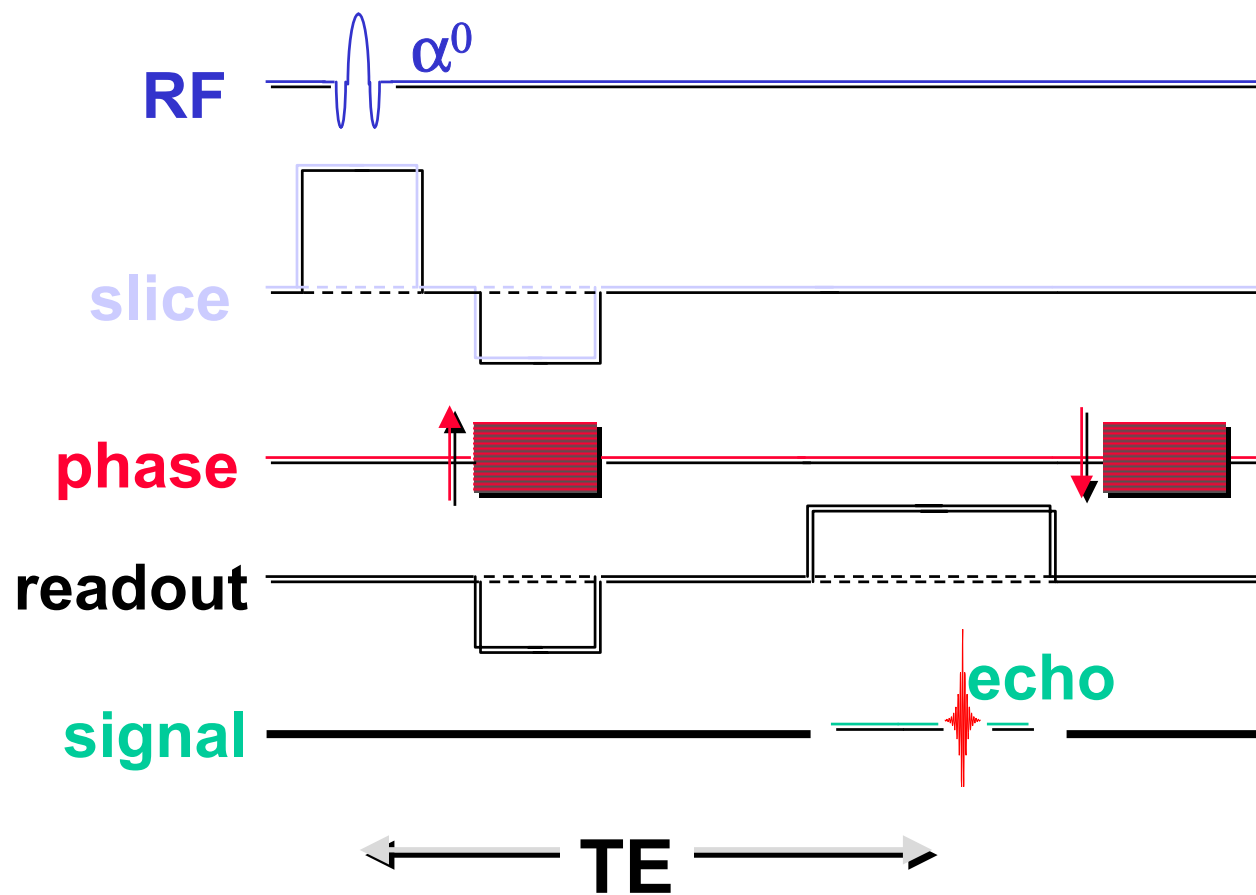 RF α⁰
slice
phase
readout
echo
signal
TE